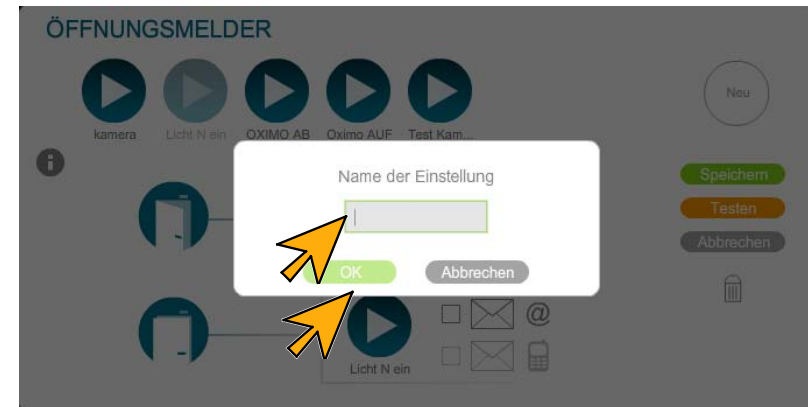 ÖFFNUNGSMELDER
kamera
Licht N ein
OXIMO AB
Oximo AUF
Test Kam...
Neu
i
Name der Einstellung
OK
Abbrechen
Speichern
Testen
Abbrechen
@
Licht N ein